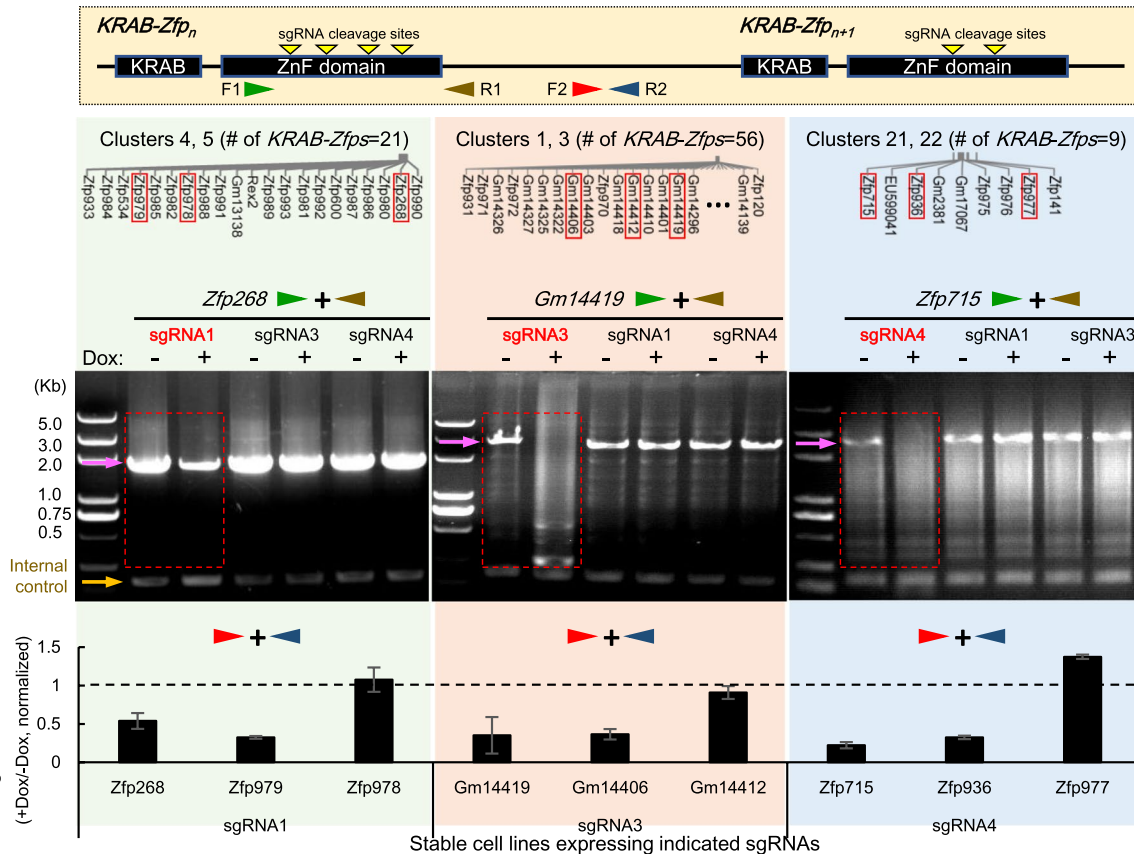 KRAB-Zfpn
KRAB-Zfpn+1
sgRNA cleavage sites
sgRNA cleavage sites
KRAB
ZnF domain
KRAB
ZnF domain
F1
R1
F2
R2
Clusters 4, 5 (# of KRAB-Zfps=21)
Zfp933
Zfp984
Zfp534
Zfp979
Zfp985
Zfp982
Zfp978
Zfp988
Zfp991
Gm13138
Rex2
Zfp989
Zfp993
Zfp981
Zfp992
Zfp600
Zfp987
Zfp986
Zfp980
Zfp268
Zfp990
Clusters 1, 3 (# of KRAB-Zfps=56)
Zfp931
Zfp971
Gm14326
Zfp972
Gm14327
Gm14325
Gm14322
Gm14406
Gm14403
Zfp970
Gm14418
Gm14412
Gm14410
Gm14401
Gm14419
Gm14296
•••
Gm14139
Zfp120
Clusters 21, 22 (# of KRAB-Zfps=9)
Zfp715
EU599041
Zfp936
Gm2381
Gm17067
Zfp975
Zfp976
Zfp977
Zfp141
Zfp268 +
sgRNA1 sgRNA3 sgRNA4
Dox: - + - + - +
Gm14419 +
sgRNA3 sgRNA1 sgRNA4
- + - + - +
Zfp715 +
sgRNA4 sgRNA1 sgRNA3
- + - + - +
(Kb)
5.0
3.0
2.0
1.0
0.75
0.5
Internal
control
+
+
+
(+Dox/-Dox, normalized)
1.5
1
0.5
0
Zfp268 Zfp979 Zfp978
Gm14419 Gm14406 Gm14412
Zfp715 Zfp936 Zfp977
sgRNA1
sgRNA3
sgRNA4
Stable cell lines expressing indicated sgRNAs